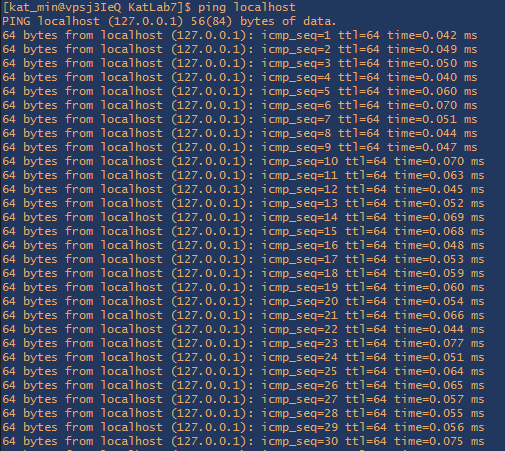 [kat_min@vpsj3IeQ KatLab7]$ ping localhost
PING localhost (127.0.0.1) 56(84) bytes of data.
64 bytes from localhost (127.0.0.1): icmp_seq=1 ttl=64 time=0.042 ms
64 bytes from localhost (127.0.0.1): icmp_seq=2 ttl=64 time=0.049 ms
64 bytes from localhost (127.0.0.1): icmp_seq=3 ttl=64 time=0.050 ms
64 bytes from localhost (127.0.0.1): icmp_seq=4 ttl=64 time=0.040 ms
64 bytes from localhost (127.0.0.1): icmp_seq=5 ttl=64 time=0.060 ms
64 bytes from localhost (127.0.0.1): icmp_seq=6 ttl=64 time=0.070 ms
64 bytes from localhost (127.0.0.1): icmp_seq=7 ttl=64 time=0.051 ms
64 bytes from localhost (127.0.0.1): icmp_seq=8 ttl=64 time=0.044 ms
64 bytes from localhost (127.0.0.1): icmp_seq=9 ttl=64 time=0.047 ms
64 bytes from localhost (127.0.0.1): icmp_seq=10 ttl=64 time=0.070 ms
64 bytes from localhost (127.0.0.1): icmp_seq=11 ttl=64 time=0.063 ms
64 bytes from localhost (127.0.0.1): icmp_seq=12 ttl=64 time=0.045 ms
64 bytes from localhost (127.0.0.1): icmp_seq=13 ttl=64 time=0.052 ms
64 bytes from localhost (127.0.0.1): icmp_seq=14 ttl=64 time=0.069 ms
64 bytes from localhost (127.0.0.1): icmp_seq=15 ttl=64 time=0.068 ms
64 bytes from localhost (127.0.0.1): icmp_seq=16 ttl=64 time=0.048 ms
64 bytes from localhost (127.0.0.1): icmp_seq=17 ttl=64 time=0.053 ms
64 bytes from localhost (127.0.0.1): icmp_seq=18 ttl=64 time=0.059 ms
64 bytes from localhost (127.0.0.1): icmp_seq=19 ttl=64 time=0.060 ms
64 bytes from localhost (127.0.0.1): icmp_seq=20 ttl=64 time=0.054 ms
64 bytes from localhost (127.0.0.1): icmp_seq=21 ttl=64 time=0.066 ms
64 bytes from localhost (127.0.0.1): icmp_seq=22 ttl=64 time=0.044 ms
64 bytes from localhost (127.0.0.1): icmp_seq=23 ttl=64 time=0.077 ms
64 bytes from localhost (127.0.0.1): icmp_seq=24 ttl=64 time=0.051 ms
64 bytes from localhost (127.0.0.1): icmp_seq=25 ttl=64 time=0.064 ms
64 bytes from localhost (127.0.0.1): icmp_seq=26 ttl=64 time=0.065 ms
64 bytes from localhost (127.0.0.1): icmp_seq=27 ttl=64 time=0.057 ms
64 bytes from localhost (127.0.0.1): icmp_seq=28 ttl=64 time=0.055 ms
64 bytes from localhost (127.0.0.1): icmp_seq=29 ttl=64 time=0.056 ms
64 bytes from localhost (127.0.0.1): icmp_seq=30 ttl=64 time=0.075 ms